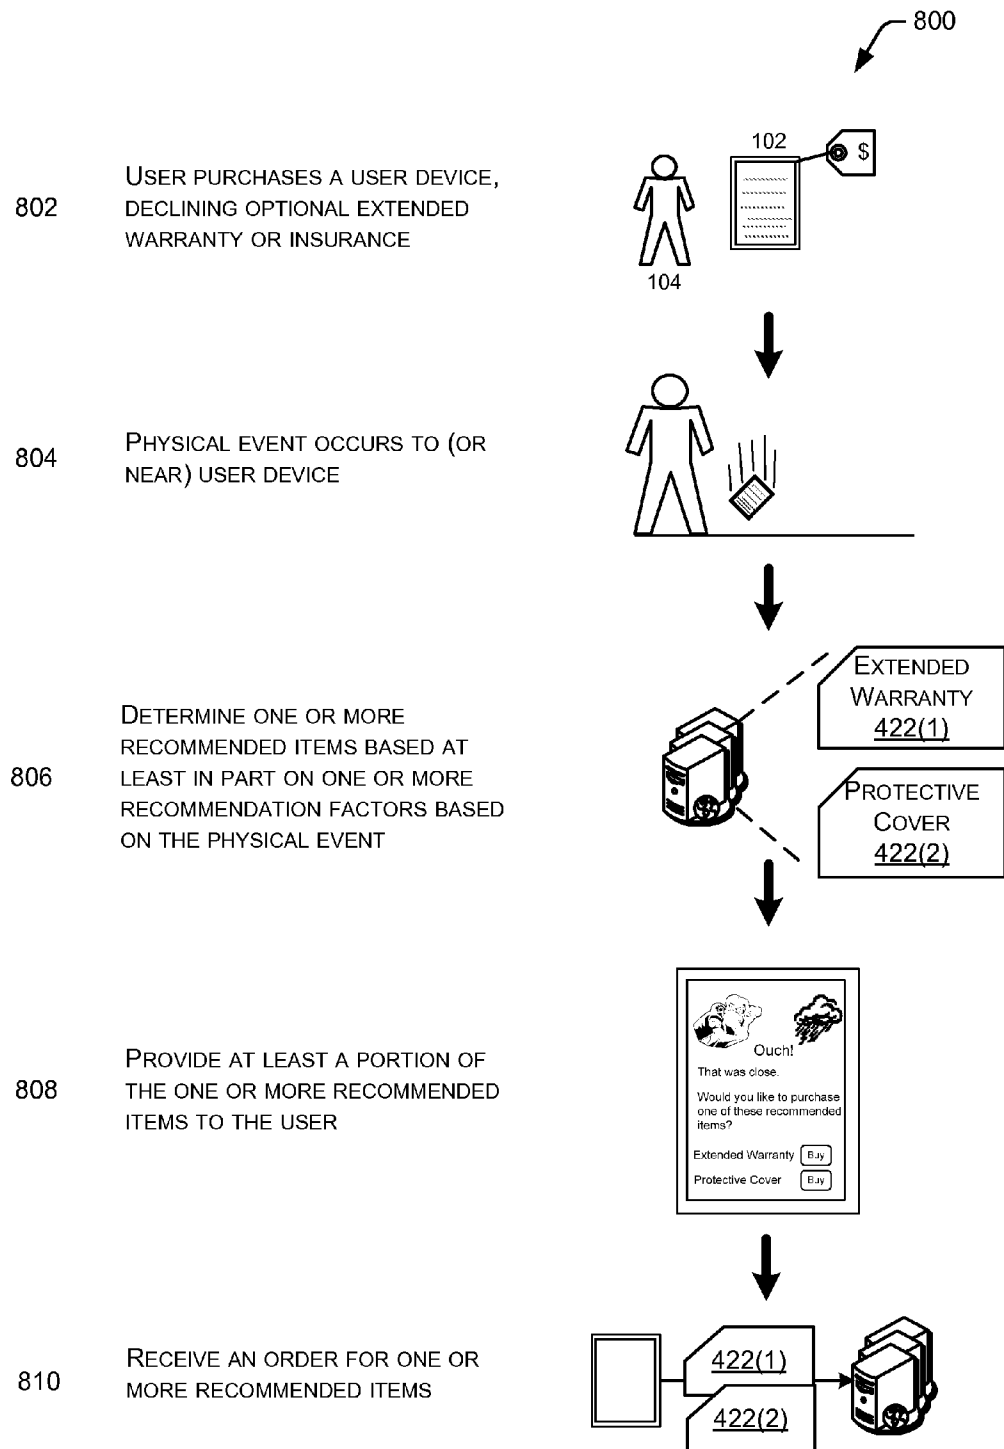 800
802
USER PURCHASES A USER DEVICE,
DECLINING OPTIONAL EXTENDED
WARRANTY OR INSURANCE
102
$
104
804
PHYSICAL EVENT OCCURS TO (OR
NEAR) USER DEVICE
806
DETERMINE ONE OR MORE
RECOMMENDED ITEMS BASED AT
LEAST IN PART ON ONE OR MORE
RECOMMENDATION FACTORS BASED
ON THE PHYSICAL EVENT
EXTENDED
WARRANTY
422(1)
PROTECTIVE
COVER
422(2)
808
PROVIDE AT LEAST A PORTION OF
THE ONE OR MORE RECOMMENDED
ITEMS TO THE USER
Ouch!
That was close.
Would you like to purchase
one of these recommended
items?
Extended Warranty Buy
Protective Cover Buy
810
RECEIVE AN ORDER FOR ONE OR
MORE RECOMMENDED ITEMS
422(1)
422(2)